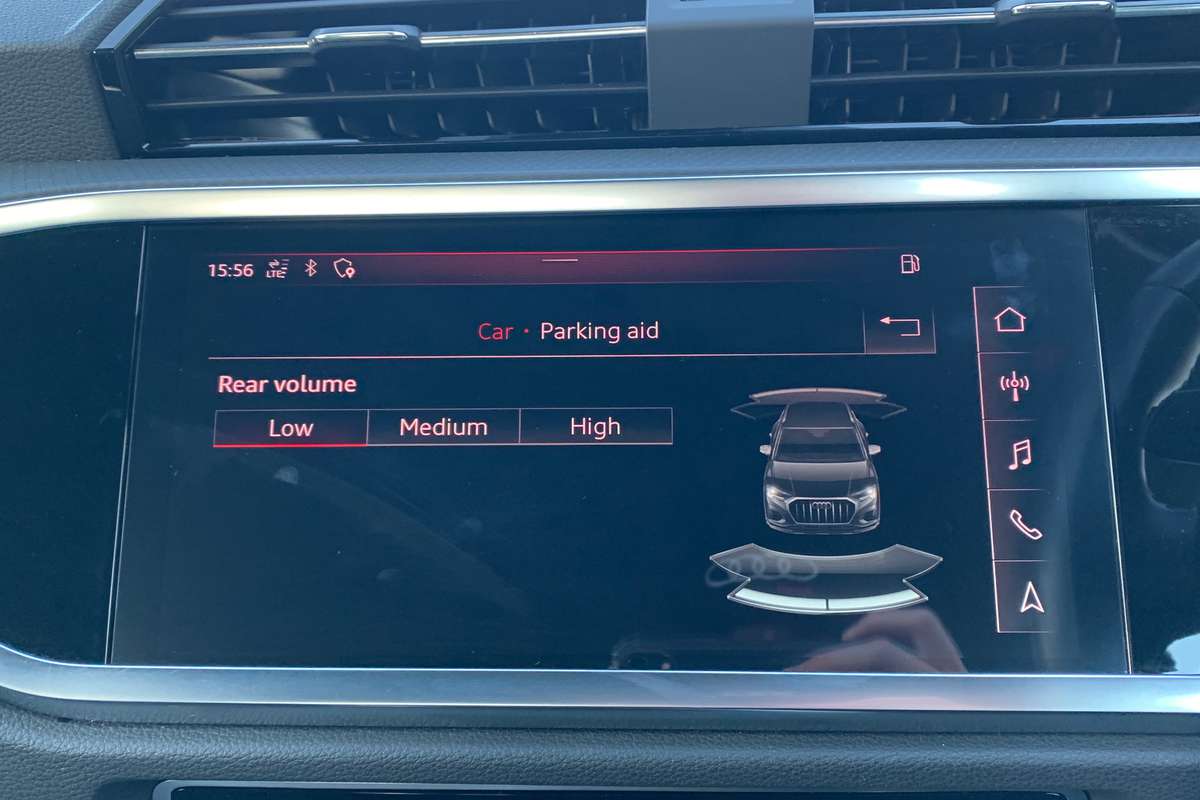 15:56 LTE
Car • Parking aid
Rear volume
Low Medium High